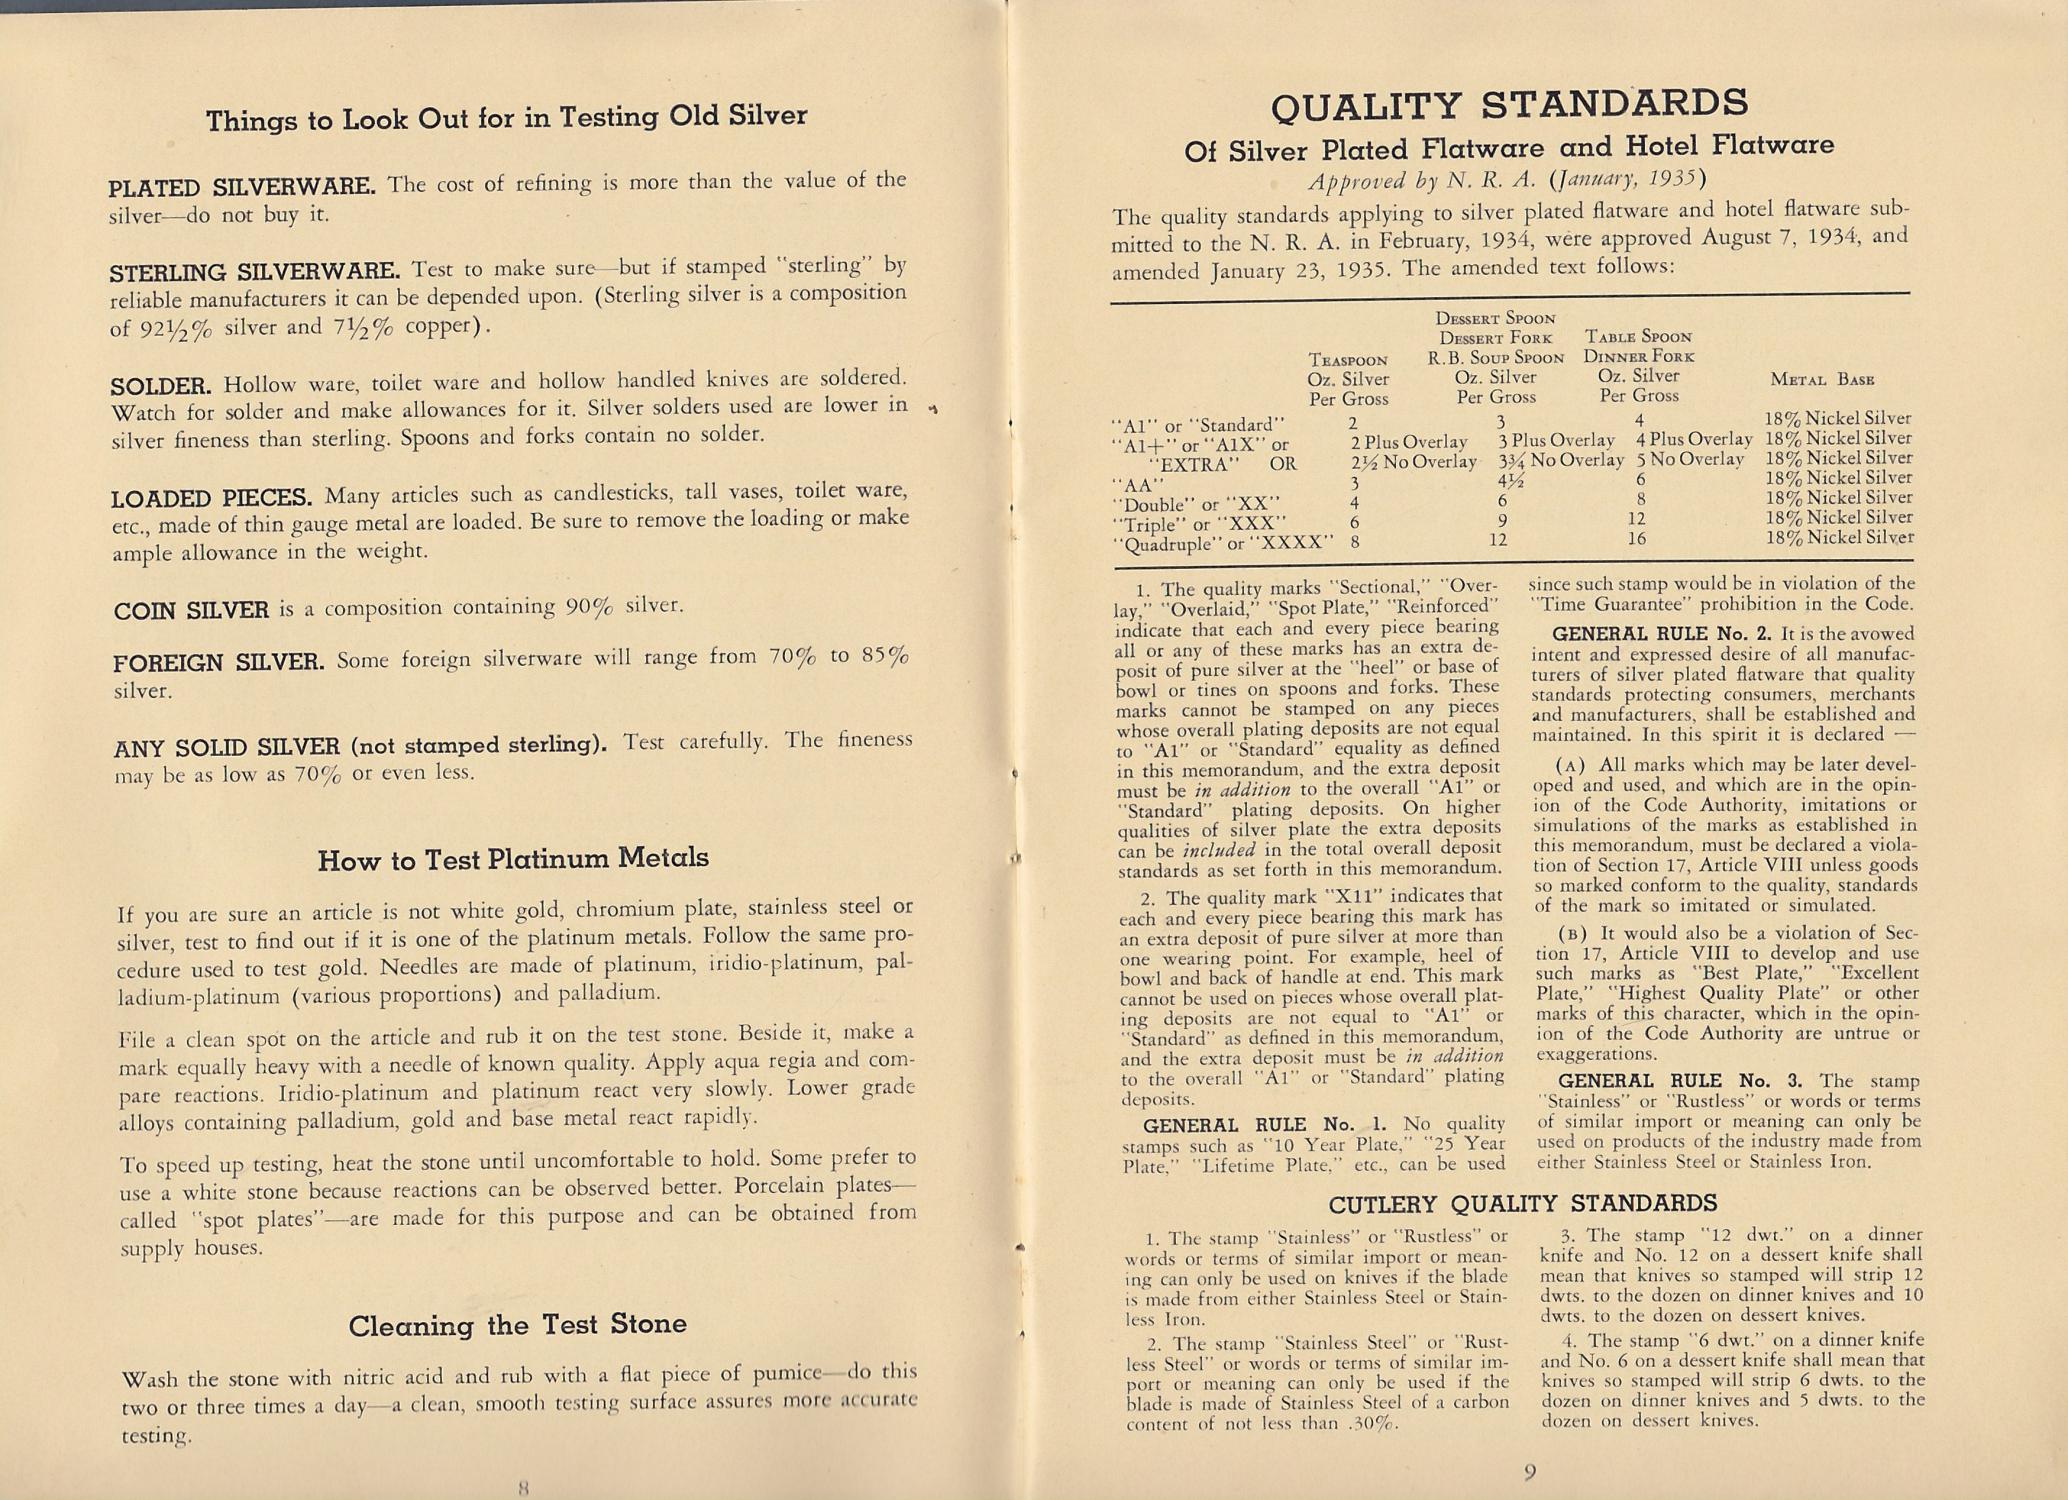 Things to Look Out for in Testing Old Silver
PLATED SILVERWARE. The cost of refining is more than the value of the
silver—do not buy it.
STERLING SILVERWARE. Test to make sure—but if stamped "sterling" by
reliable manufacturers it can be depended upon. (Sterling silver is a composition
of 92½% silver and 7½% copper).
SOLDER. Hollow ware, toilet ware and hollow handled knives are soldered.
Watch for solder and make allowances for it. Silver solders used are lower in
silver fineness than sterling. Spoons and forks contain no solder.
LOADED PIECES. Many articles such as candlesticks, tall vases, toilet ware,
etc., made of thin gauge metal are loaded. Be sure to remove the loading or make
ample allowance in the weight.
COIN SILVER is a composition containing 90% silver.
FOREIGN SILVER. Some foreign silverware will range from 70% to 85%
silver.
ANY SOLID SILVER (not stamped sterling). Test carefully. The fineness
may be as low as 70% or even less.
How to Test Platinum Metals
If you are sure an article is not white gold, chromium plate, stainless steel or
silver, test to find out if it is one of the platinum metals. Follow the same pro-
cedure used to test gold. Needles are made of platinum, iridio-platinum, pal-
ladium-platinum (various proportions) and palladium.
File a clean spot on the article and rub it on the test stone. Beside it, make a
mark equally heavy with a needle of known quality. Apply aqua regia and com-
pare reactions. Iridio-platinum and platinum react very slowly. Lower grade
alloys containing palladium, gold and base metal react rapidly.
To speed up testing, heat the stone until uncomfortable to hold. Some prefer to
use a white stone because reactions can be observed better. Porcelain plates—
called "spot plates"—are made for this purpose and can be obtained from
supply houses.
Cleaning the Test Stone
Wash the stone with nitric acid and rub with a flat piece of pumice—do this
two or three times a day—a clean, smooth testing surface assures more accurate
testing.
8
QUALITY STANDARDS
Of Silver Plated Flatware and Hotel Flatware
Approved by N. R. A. (January, 1935)
The quality standards applying to silver plated flatware and hotel flatware sub-
mitted to the N. R. A. in February, 1934, were approved August 7, 1934, and
amended January 23, 1935. The amended text follows:
DESSERT SPOON
DESSERT FORK TABLE SPOON
TEASPOON R.B. SOUP SPOON DINNER FORK
Oz. Silver Oz. Silver Oz. Silver METAL BASE
Per Gross Per Gross Per Gross
"A1" or "Standard" 2 3 4 18% Nickel Silver
"A1+" or "A1X" or 2 Plus Overlay 3 Plus Overlay 4 Plus Overlay 18% Nickel Silver
"EXTRA" OR 2½ No Overlay 3¾ No Overlay 5 No Overlay 18% Nickel Silver
"AA" 3 4½ 6 18% Nickel Silver
"Double" or "XX" 4 6 8 18% Nickel Silver
"Triple" or "XXX" 6 9 12 18% Nickel Silver
"Quadruple" or "XXXX" 8 12 16 18% Nickel Silver
1. The quality marks "Sectional," "Over-
lay," "Overlaid," "Spot Plate," "Reinforced"
indicate that each and every piece bearing
all or any of these marks has an extra de-
posit of pure silver at the "heel" or base of
bowl or tines on spoons and forks. These
marks cannot be stamped on any pieces
whose overall plating deposits are not equal
to "A1" or "Standard" equality as defined
in this memorandum, and the extra deposit
must be in addition to the overall "A1" or
"Standard" plating deposits. On higher
qualities of silver plate the extra deposits
can be included in the total overall deposit
standards as set forth in this memorandum.
2. The quality mark "X11" indicates that
each and every piece bearing this mark has
an extra deposit of pure silver at more than
one wearing point. For example, heel of
bowl and back of handle at end. This mark
cannot be used on pieces whose overall plat-
ing deposits are not equal to "A1" or
"Standard" as defined in this memorandum,
and the extra deposit must be in addition
to the overall "A1" or "Standard" plating
deposits.
GENERAL RULE No. 1. No quality
stamps such as "10 Year Plate," "25 Year
Plate," "Lifetime Plate," etc., can be used
since such stamp would be in violation of the
"Time Guarantee" prohibition in the Code.
GENERAL RULE No. 2. It is the avowed
intent and expressed desire of all manufac-
turers of silver plated flatware that quality
standards protecting consumers, merchants
and manufacturers, shall be established and
maintained. In this spirit it is declared —
(A) All marks which may be later devel-
oped and used, and which are in the opin-
ion of the Code Authority, imitations or
simulations of the marks as established in
this memorandum, must be declared a viola-
tion of Section 17, Article VIII unless goods
so marked conform to the quality, standards
of the mark so imitated or simulated.
(B) It would also be a violation of Sec-
tion 17, Article VIII to develop and use
such marks as "Best Plate," "Excellent
Plate," "Highest Quality Plate" or other
marks of this character, which in the opin-
ion of the Code Authority are untrue or
exaggerations.
GENERAL RULE No. 3. The stamp
"Stainless" or "Rustless" or words or terms
of similar import or meaning can only be
used on products of the industry made from
either Stainless Steel or Stainless Iron.
CUTLERY QUALITY STANDARDS
1. The stamp "Stainless" or "Rustless" or
words or terms of similar import or mean-
ing can only be used on knives if the blade
is made from either Stainless Steel or Stain-
less Iron.
2. The stamp "Stainless Steel" or "Rust-
less Steel" or words or terms of similar im-
port or meaning can only be used if the
blade is made of Stainless Steel of a carbon
content of not less than .30%.
3. The stamp "12 dwt." on a dinner
knife and No. 12 on a dessert knife shall
mean that knives so stamped will strip 12
dwts. to the dozen on dinner knives and 10
dwts. to the dozen on dessert knives.
4. The stamp "6 dwt." on a dinner knife
and No. 6 on a dessert knife shall mean that
knives so stamped will strip 6 dwts. to the
dozen on dinner knives and 5 dwts. to the
dozen on dessert knives.
9